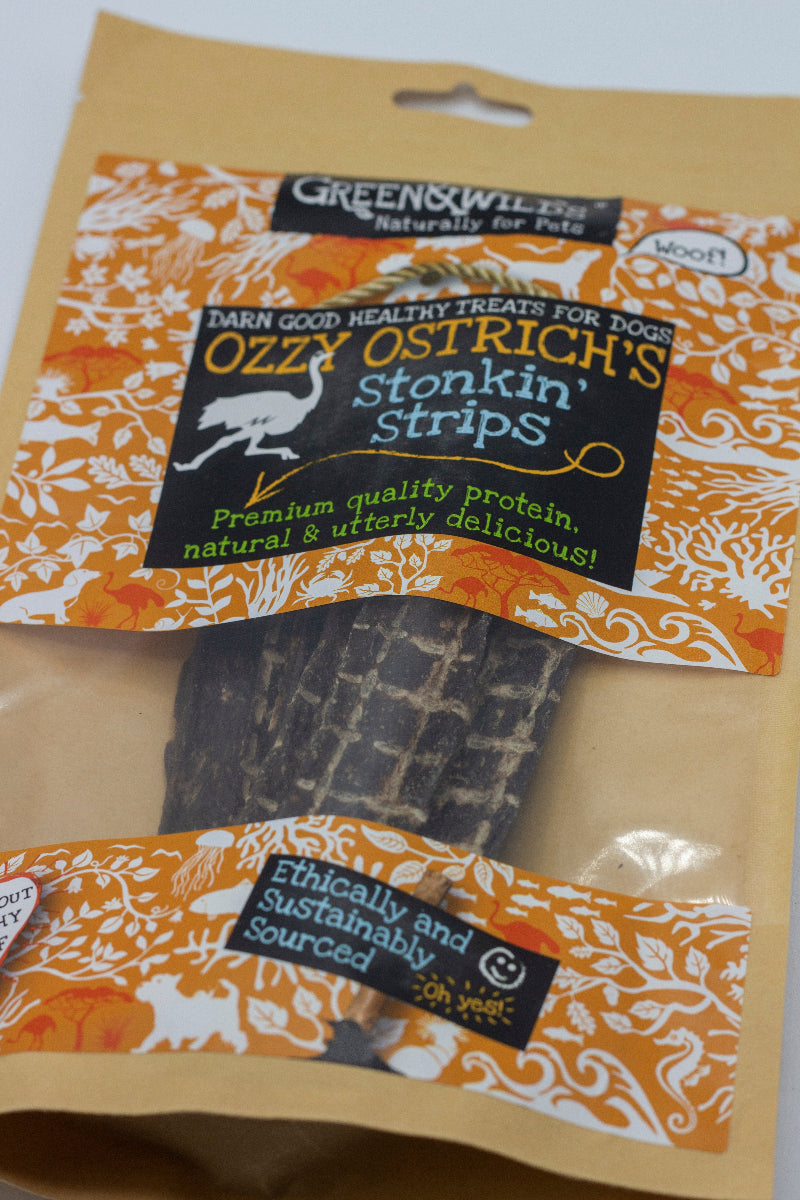 GREEN&WILDS
Naturally for Pets
Woof!
DARN GOOD HEALTHY TREATS FOR DOGS
OZZY OSTRICH'S
Stonkin'
Strips
Premium quality protein,
natural & utterly delicious!
Ethically and
Sustainably
Sourced
Oh yes!